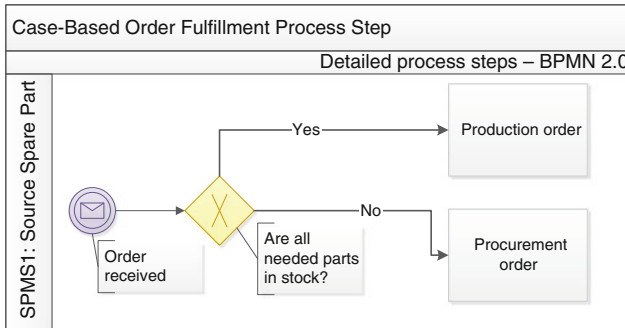 Case-Based Order Fulfillment Process Step
Detailed process steps – BPMN 2.0
SPMS1: Source Spare Part
Yes
Production order
No
Order
received
Are all
needed parts
in stock?
Procurement
order